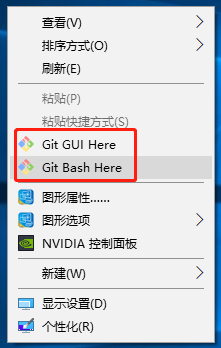 查看(V)
排序方式(O)
刷新(E)
粘贴(P)
粘贴快捷方式(S)
Git GUI Here
Git Bash Here
图形属性......
图形选项
NVIDIA 控制面板
新建(W)
显示设置(D)
个性化(R)